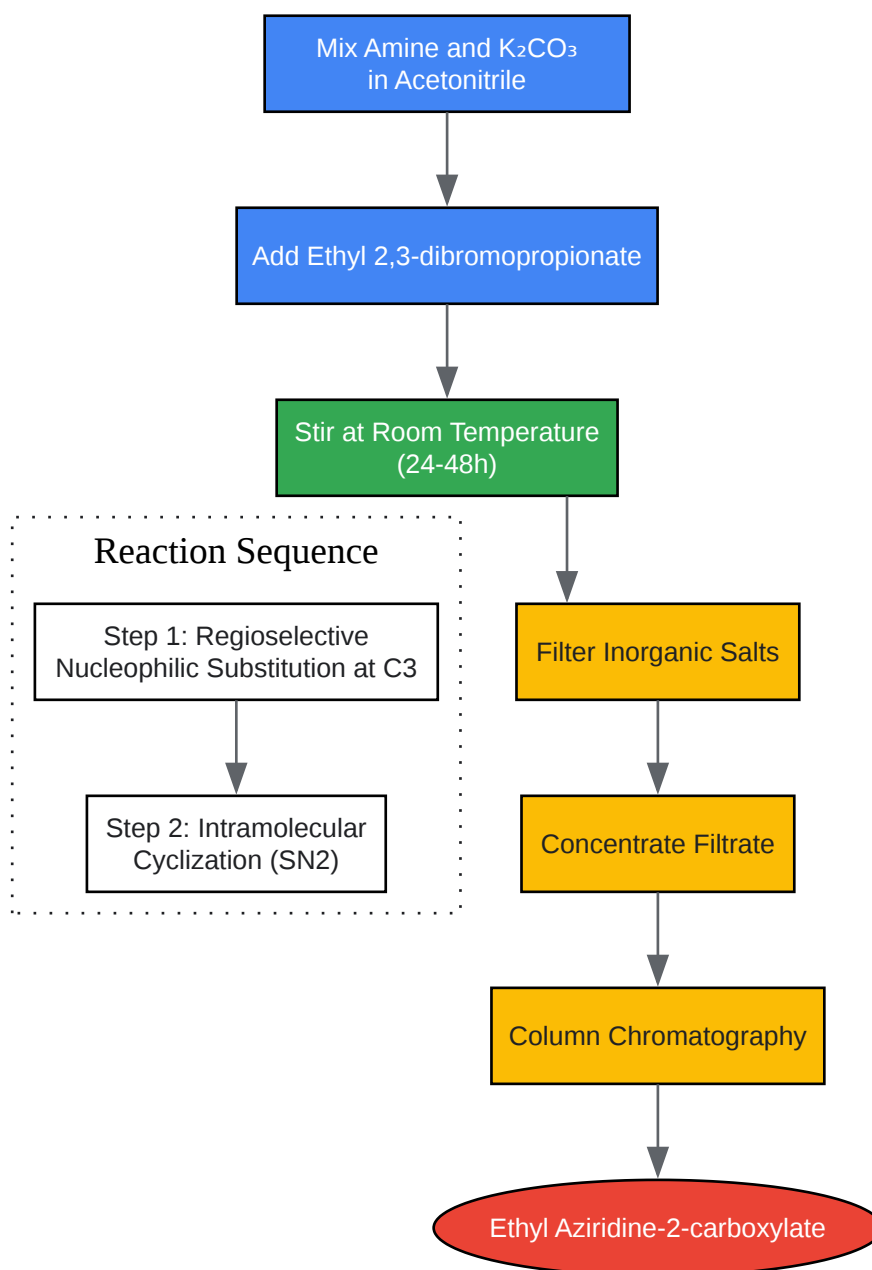 Mix Amine and K₂CO₃
in Acetonitrile
Add Ethyl 2,3-dibromopropionate
Stir at Room Temperature
(24-48h)
Reaction Sequence
Step 1: Regioselective
Nucleophilic Substitution at C3
Step 2: Intramolecular
Cyclization (SN2)
Filter Inorganic Salts
Concentrate Filtrate
Column Chromatography
Ethyl Aziridine-2-carboxylate